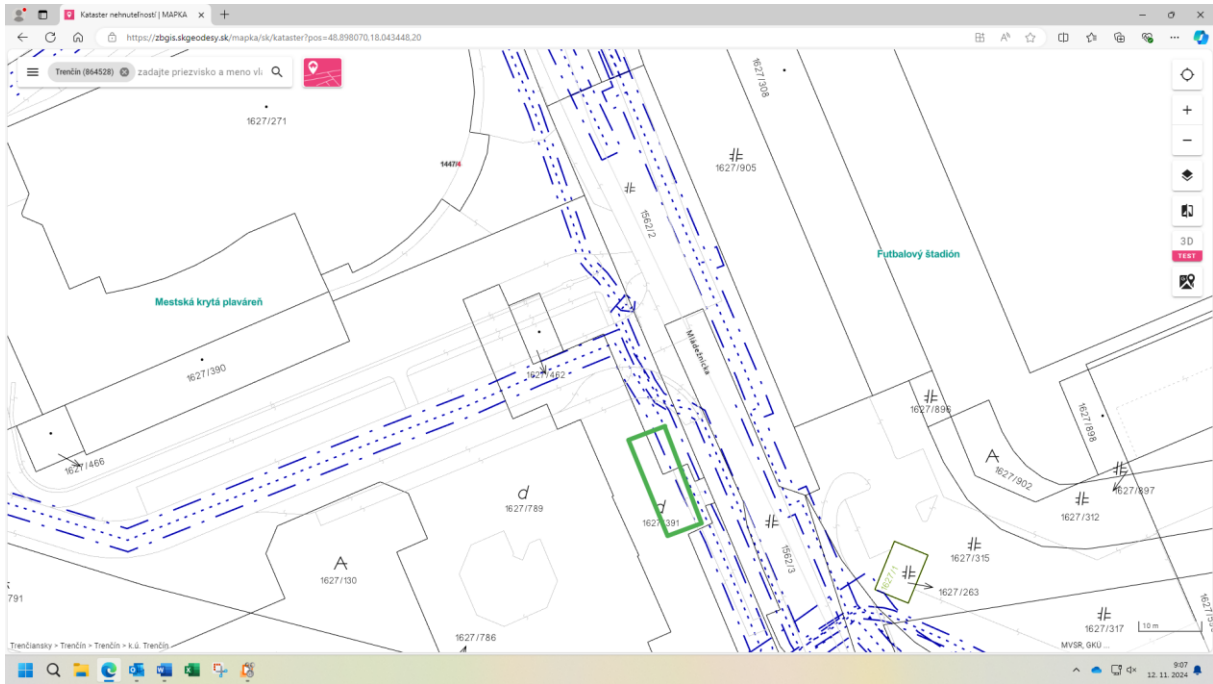 Kataster nehnuteľností | MAPKA
https://zbgis.skgeodesy.sk/mapka/sk/kataster?pos=48.898070,18.043448,20
Trenčín (864528)
zadajte priezvisko a meno vl
1627/271
1447/4
1627/308
1627/905
1562/2
Futbalový štadión
3D
TEST
Mestská krytá plaváreň
Mládežnícka
1627/390
1627/462
1627/896
1627/898
1627/466
1627/902
1627/897
d
1627/789
d
1627/391
1627/312
1562/3
1627/315
1627/130
1627/1
1627/263
791
1627/786
1627/317
10 m
Trenčiansky > Trenčín > Trenčín > k.ú. Trenčín
MVSR, GKÚ ...
9:07
12. 11. 2024